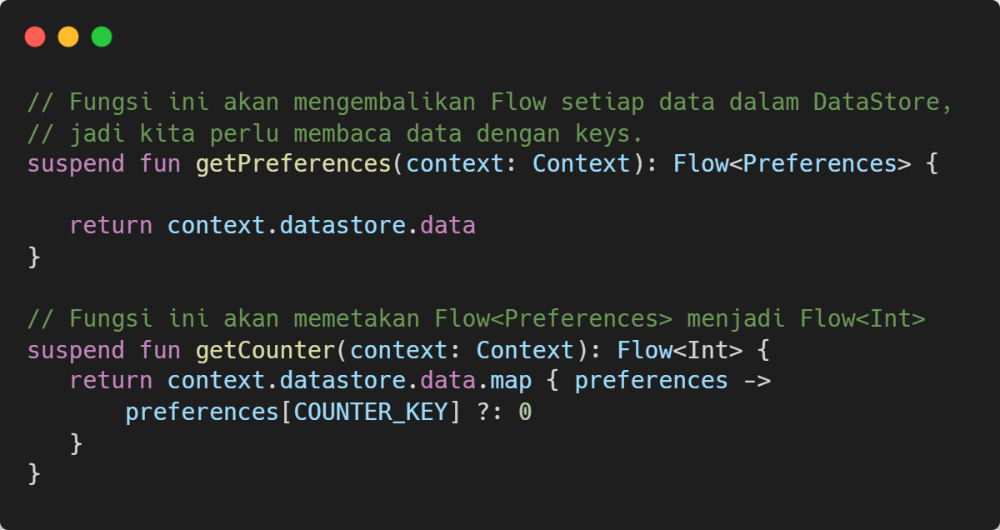 // Fungsi ini akan mengembalikan Flow setiap data dalam DataStore,
// jadi kita perlu membaca data dengan keys.
suspend fun getPreferences(context: Context): Flow<Preferences> {
return context.datastore.data
}
// Fungsi ini akan memetakan Flow<Preferences> menjadi Flow<Int>
suspend fun getCounter(context: Context): Flow<Int> {
return context.datastore.data.map { preferences ->
preferences[COUNTER_KEY] ?: 0
}
}